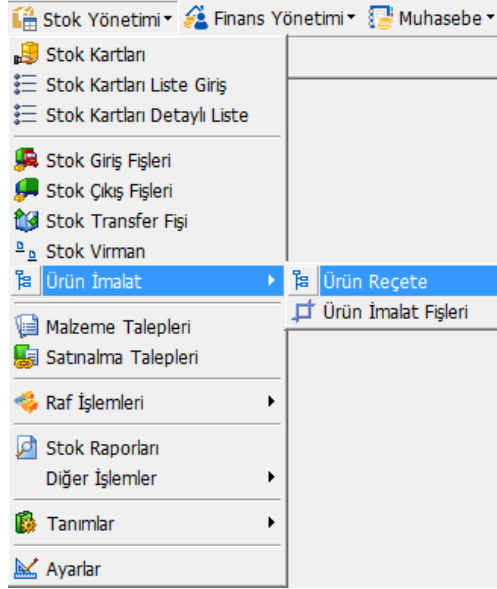 Stok Yönetimi Finans Yönetimi Muhasebe
Stok Kartları
Stok Kartları Liste Giriş
Stok Kartları Detaylı Liste
Stok Giriş Fişleri
Stok Çıkış Fişleri
Stok Transfer Fişi
Stok Virman
Ürün İmalat Ürün Reçete
Ürün İmalat Fişleri
Malzeme Talepleri
Satınalma Talepleri
Raf İşlemleri
Stok Raporları
Diğer İşlemler
Tanımlar
Ayarlar